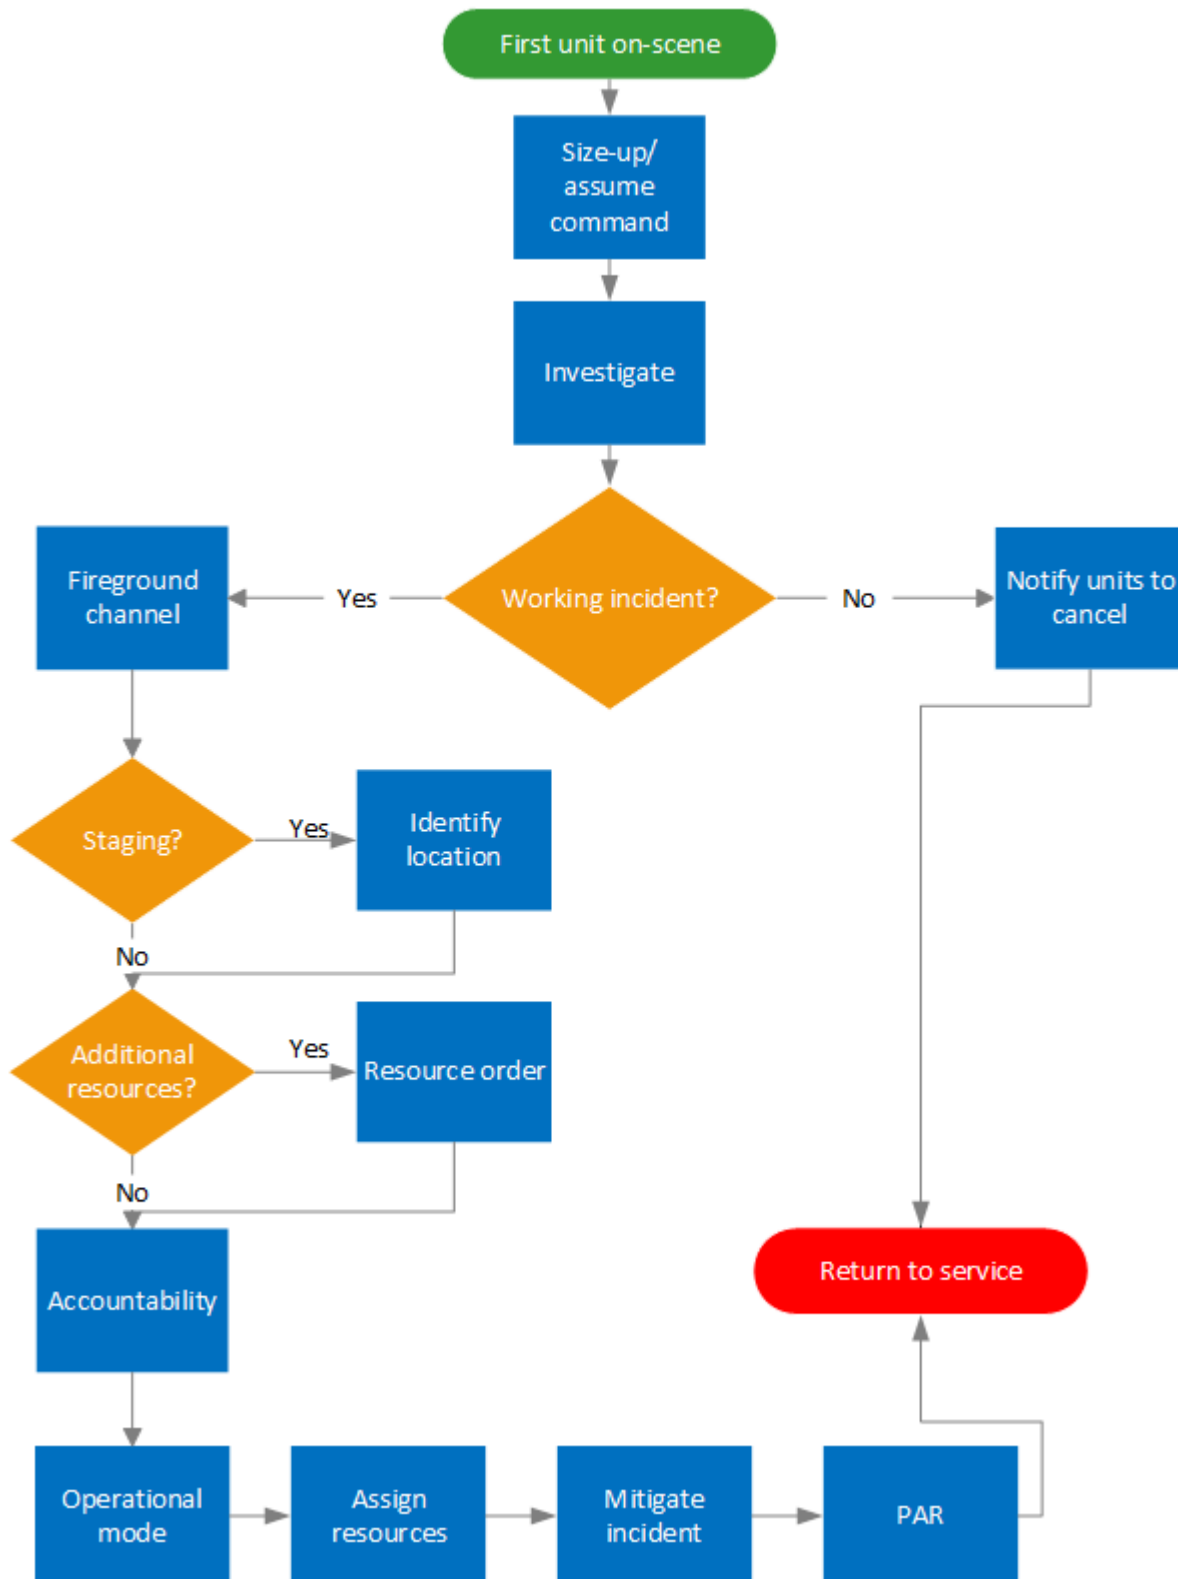 First unit on-scene
Size-up/
assume
command
Investigate
Working incident?
Yes
No
Fireground
channel
Notify units to
cancel
Staging?
Yes
Identify
location
No
Additional
resources?
Yes
Resource order
No
Accountability
Return to service
Operational
mode
Assign
resources
Mitigate
incident
PAR